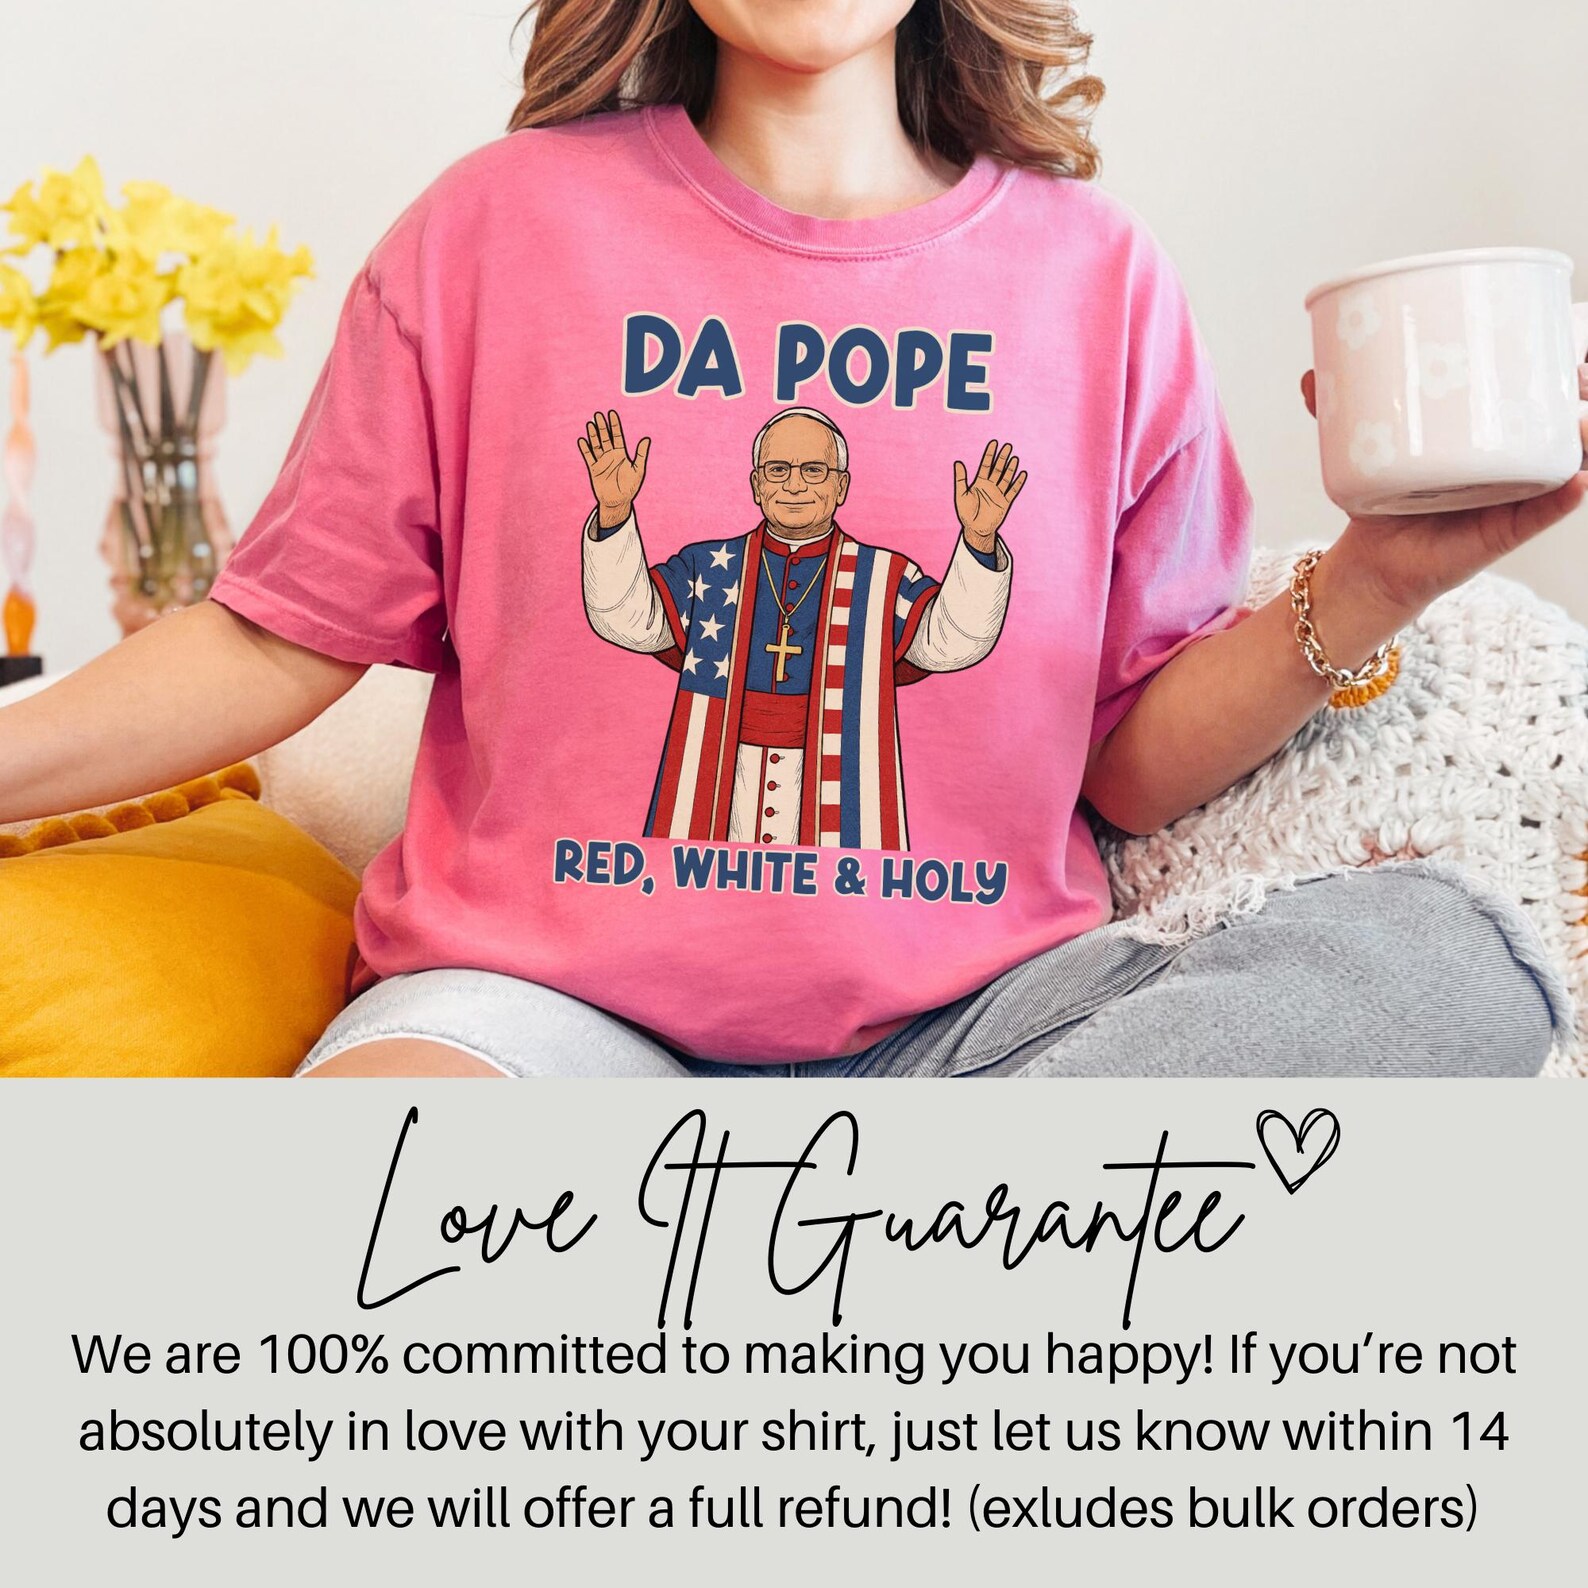 DA POPE
RED, WHITE & HOLY
Love It Guarantee
We are 100% committed to making you happy! If you’re not
absolutely in love with your shirt, just let us know within 14
days and we will offer a full refund! (exludes bulk orders)